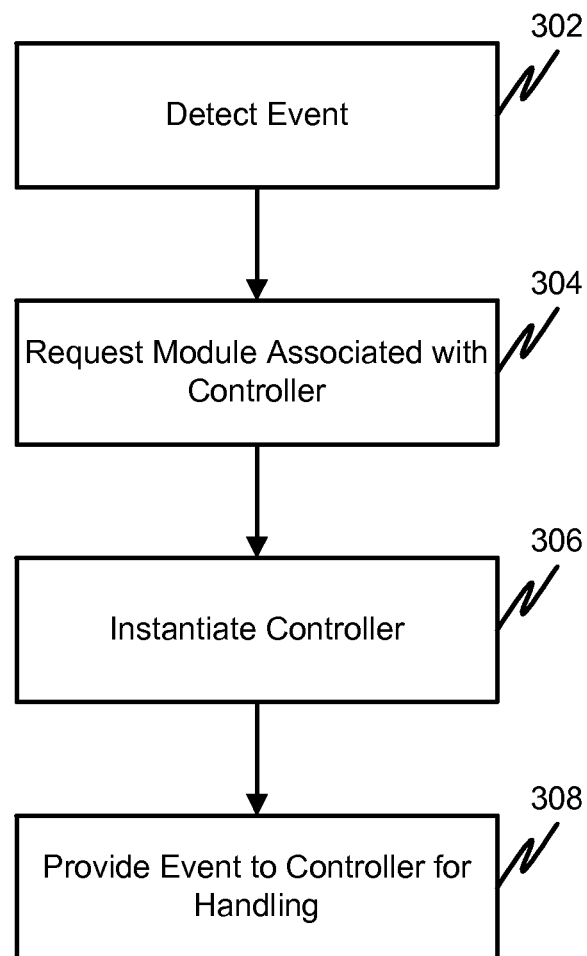 302
Detect Event
304
Request Module Associated with
Controller
306
Instantiate Controller
308
Provide Event to Controller for
Handling